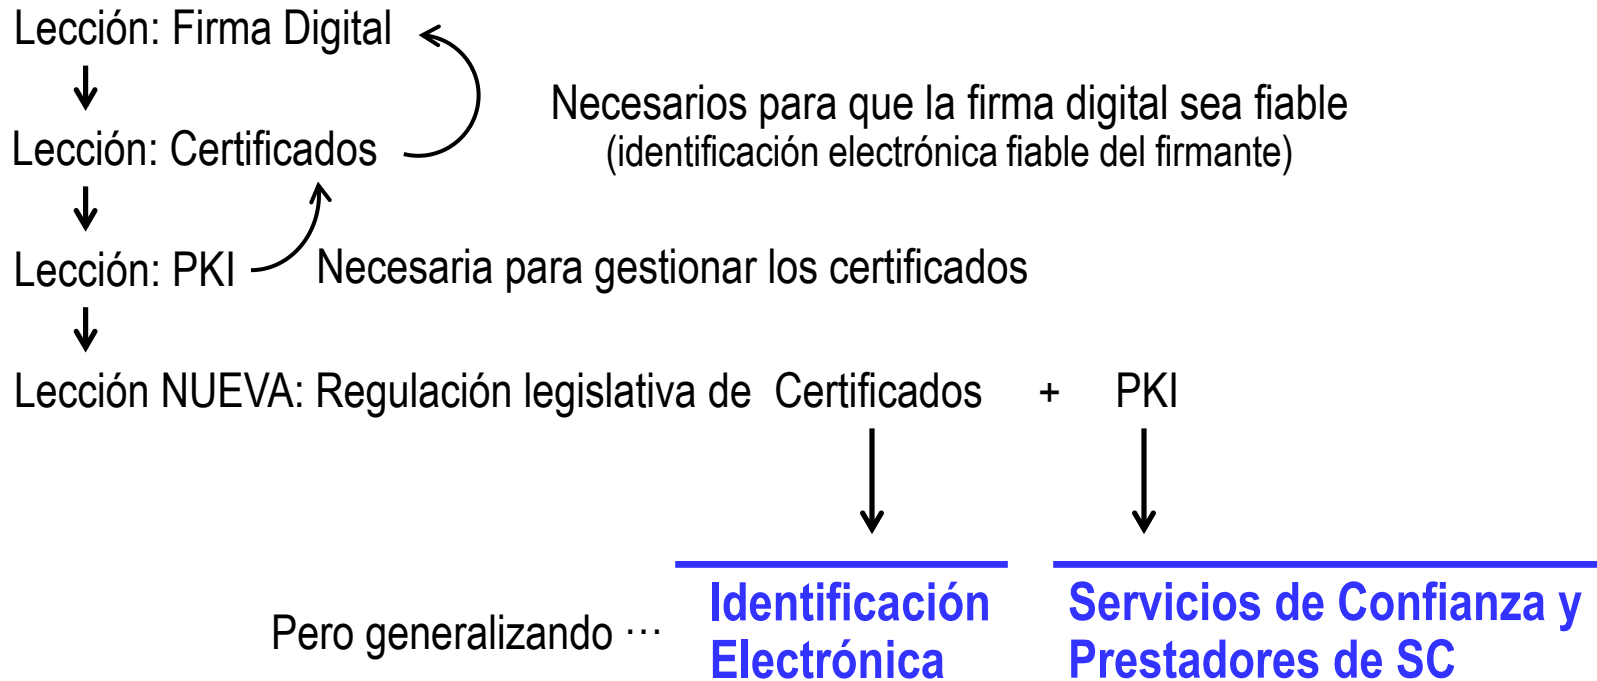 Lección: Firma Digital
Necesarios para que la firma digital sea fiable
Lección: Certificados
(identificación electrónica fiable del firmante)
Lección: PKI
Necesaria para gestionar los certificados
Lección NUEVA: Regulación legislativa de Certificados + PKI
Pero generalizando ···
Identificación
Electrónica
Servicios de Confianza y
Prestadores de SC